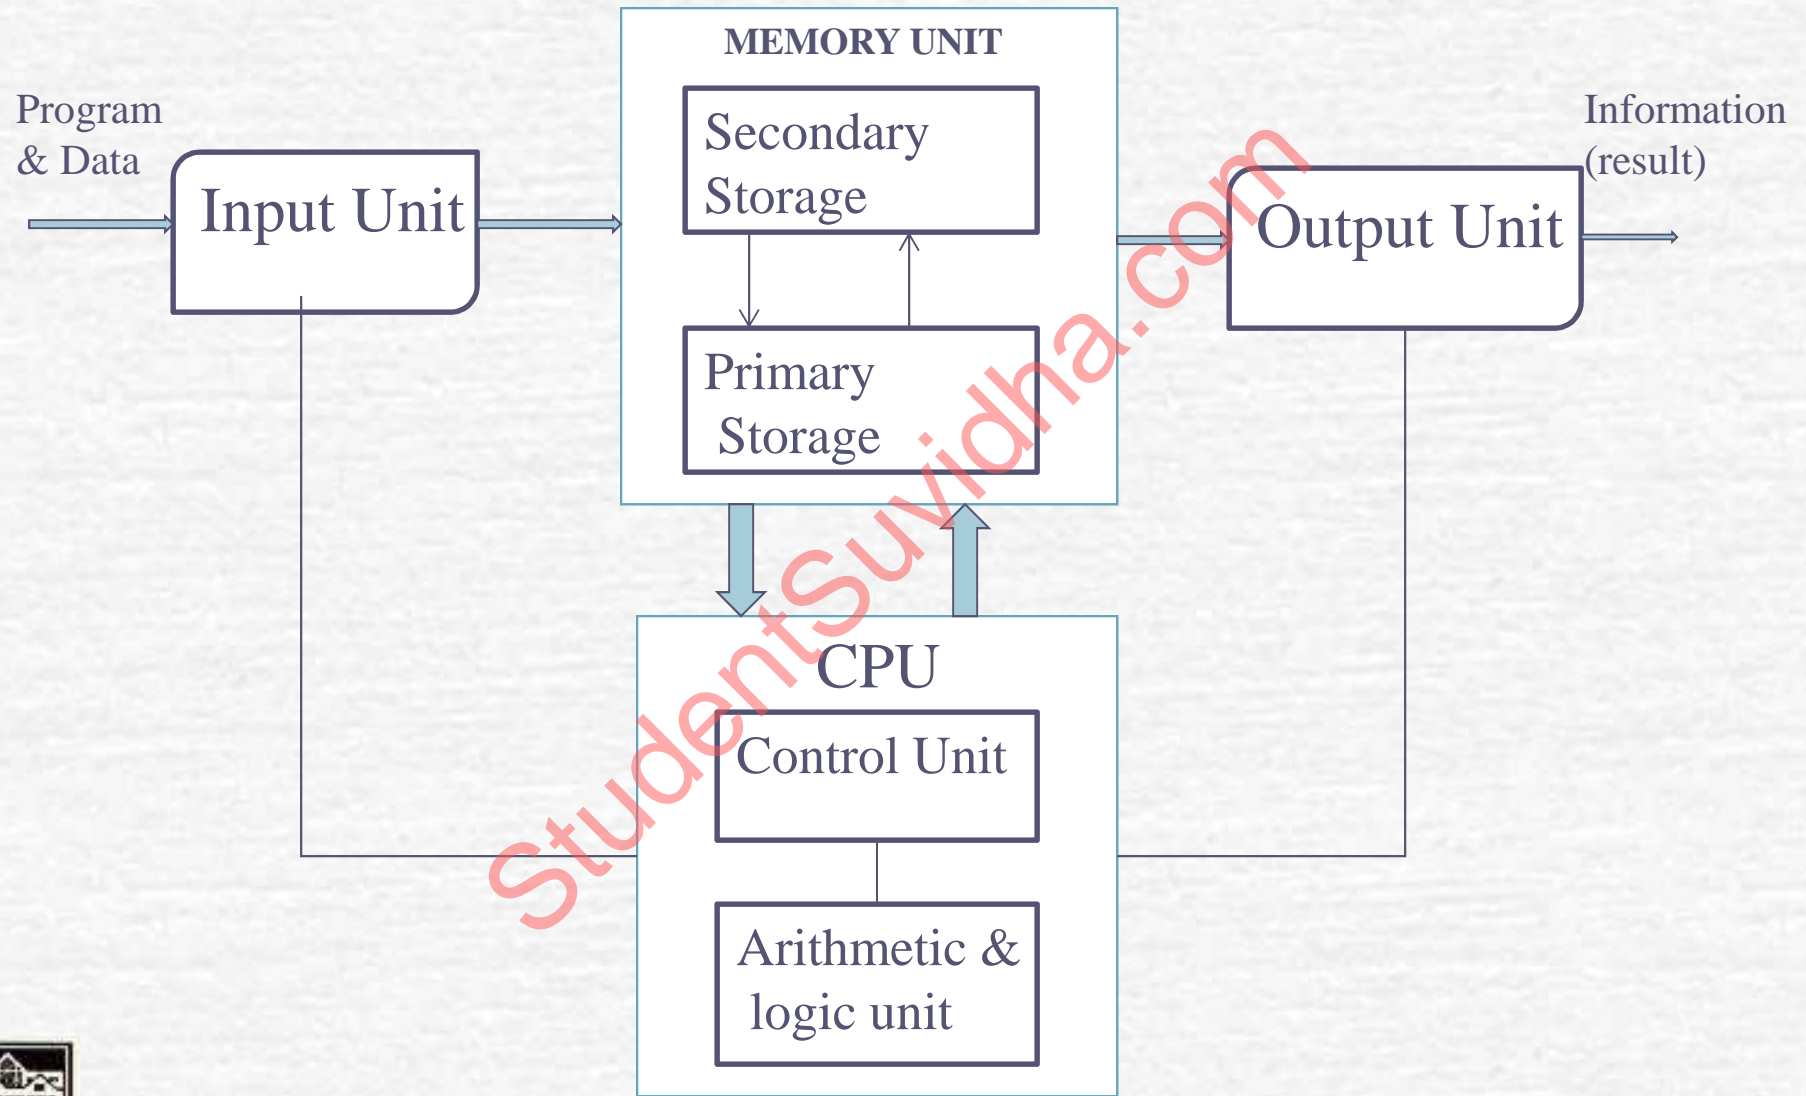 MEMORY UNIT
Program
& Data
Input Unit
Secondary
Storage
Primary
Storage
Information
(result)
Output Unit
CPU
Control Unit
Arithmetic &
logic unit
StudentSuvidha.com